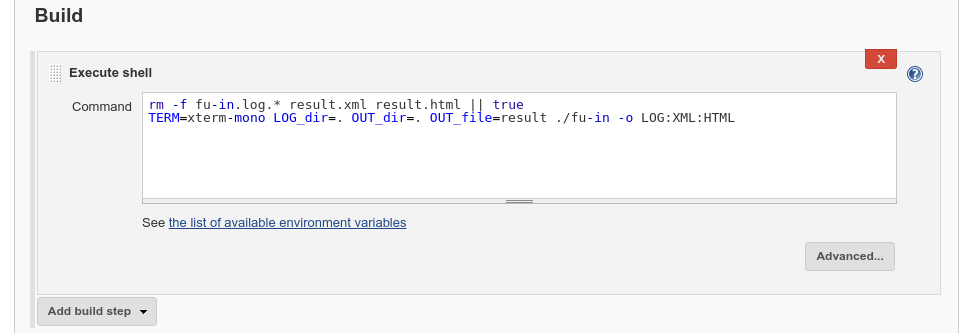 Build
X
Execute shell
?
Command
rm -f fu-in.log.* result.xml result.html || true
TERM=xterm-mono LOG_dir=. OUT_dir=. OUT_file=result ./fu-in -o LOG:XML:HTML
See the list of available environment variables
Advanced...
Add build step